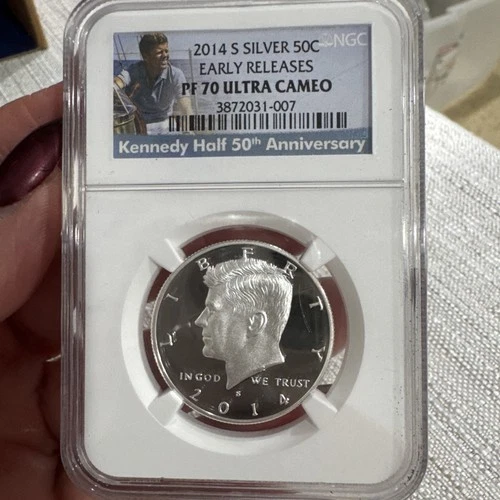 NGC
2014 S SILVER 50C
EARLY RELEASES
PF 70 ULTRA CAMEO
3872031-007
Kennedy Half 50th Anniversary
LIBERTY
IN GOD WE TRUST
S
2014